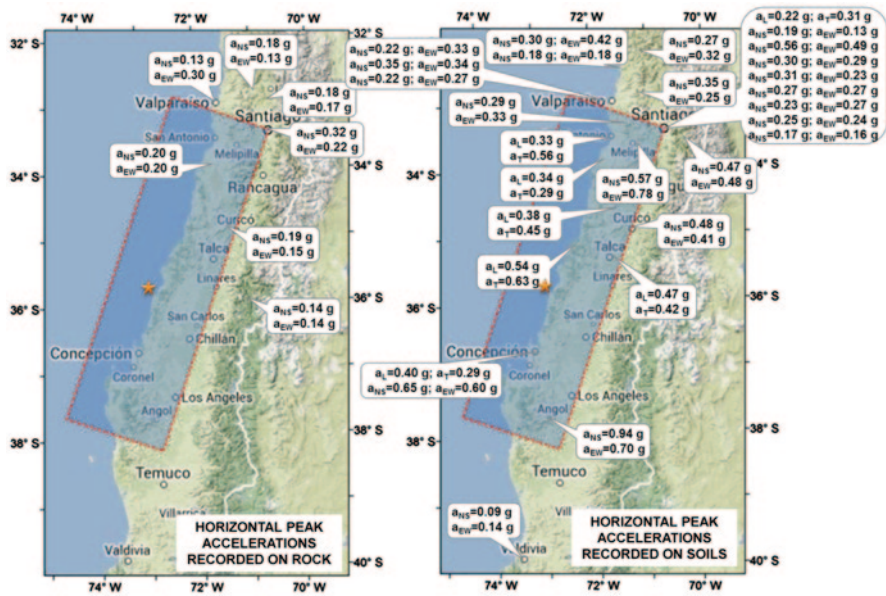 74° W
72° W
70° W
32° S
34° S
36° S
38° S
aNS=0.13 g
aEW=0.30 g
aNS=0.18 g
aEW=0.13 g
Valparaíso
aNS=0.18 g
aEW=0.17 g
Santiago
San Antonio
aNS=0.32 g
aEW=0.22 g
Melipilla
aNS=0.20 g
aEW=0.20 g
Rancagua
Curicó
aNS=0.19 g
aEW=0.15 g
Talca
Linares
San Carlos
aNS=0.14 g
aEW=0.14 g
Chillán
Concepción
Coronel
Los Angeles
Angol
Temuco
Villarrica
HORIZONTAL PEAK
ACCELERATIONS
RECORDED ON ROCK
Valdivia
34° S
36° S
38° S
40° S
74° W
72° W
70° W
74° W
72° W
70° W
aNS=0.22 g; aEW=0.33 g
aNS=0.35 g; aEW=0.34 g
aNS=0.22 g; aEW=0.27 g
aNS=0.30 g; aEW=0.42 g
aNS=0.18 g; aEW=0.18 g
aNS=0.27 g
aEW=0.32 g
aL=0.22 g; aT=0.31 g
aNS=0.19 g; aEW=0.13 g
aNS=0.56 g; aEW=0.49 g
aNS=0.30 g; aEW=0.29 g
aNS=0.31 g; aEW=0.23 g
aNS=0.27 g; aEW=0.27 g
aNS=0.23 g; aEW=0.27 g
aNS=0.25 g; aEW=0.24 g
aNS=0.17 g; aEW=0.16 g
Valparaíso
aNS=0.35 g
aEW=0.25 g
aNS=0.29 g
aEW=0.33 g
Santiago
aL=0.33 g
aT=0.56 g
Melipilla
aNS=0.47 g
aEW=0.48 g
aL=0.34 g
aT=0.29 g
aNS=0.57 g
aEW=0.78 g
aL=0.38 g
aT=0.45 g
Curicó
aNS=0.48 g
aEW=0.41 g
Talca
aL=0.54 g
aT=0.63 g
Linares
aL=0.47 g
aT=0.42 g
San Carlos
Chillán
Concepción
Coronel
aL=0.40 g; aT=0.29 g
aNS=0.65 g; aEW=0.60 g
Los Angeles
Angol
aNS=0.94 g
aEW=0.70 g
38° S
Temuco
aNS=0.09 g
aEW=0.14 g
Valdivia
HORIZONTAL PEAK
ACCELERATIONS
RECORDED ON SOILS
34° S
36° S
38° S
40° S
74° W
72° W
70° W